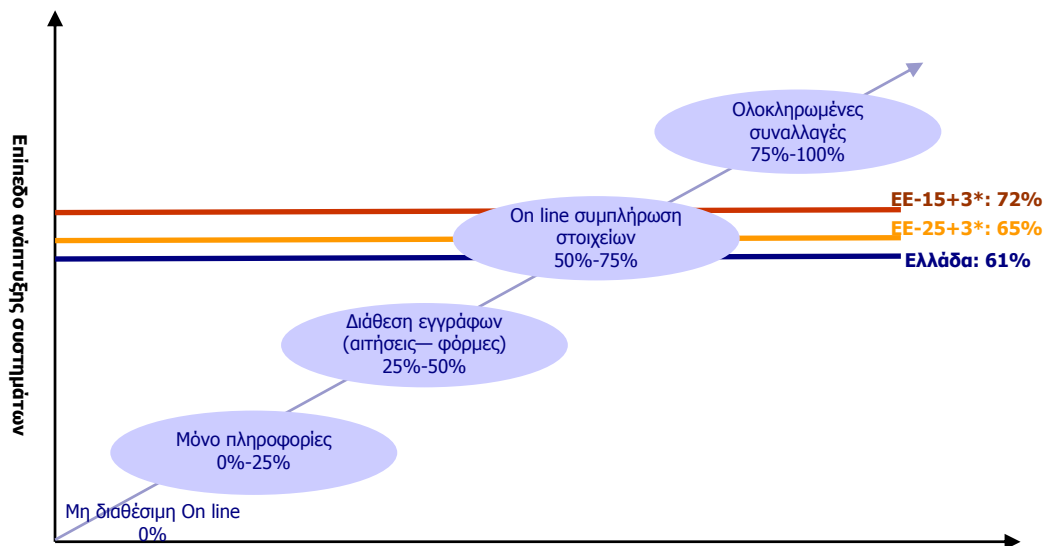 Επίπεδο ανάπτυξης συστημάτων
Ολοκληρωμένες
συναλλαγές
75%-100%
ΕΕ-15+3*: 72%
On line συμπλήρωση
στοιχείων
50%-75%
ΕΕ-25+3*: 65%
Ελλάδα: 61%
Διάθεση εγγράφων
(αιτήσεις— φόρμες)
25%-50%
Μόνο πληροφορίες
0%-25%
Μη διαθέσιμη On line
0%